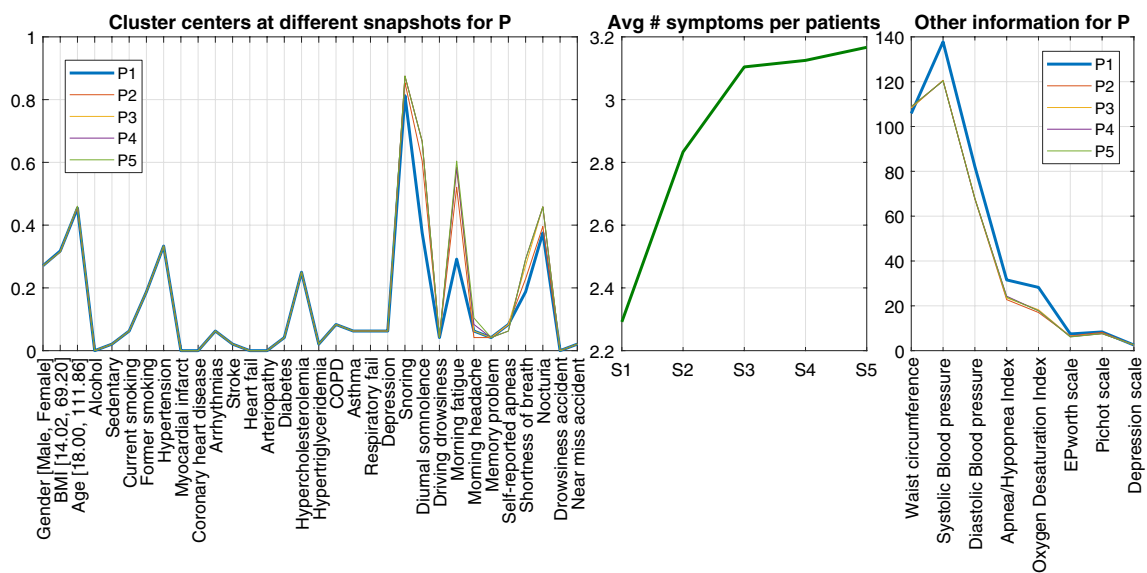 Cluster centers at different snapshots for P
1
0.8
0.6
0.4
0.2
0
P1
P2
P3
P4
P5
Gender [Male, Female]
BMI [14.02, 69.20]
Age [18.00, 111.86]
Alcohol
Sedentary
Current smoking
Former smoking
Hypertension
Myocardial infarct
Coronary heart disease
Arrhythmias
Stroke
Heart fail
Arteriopathy
Diabetes
Hypercholesterolemia
Hypertriglyceridemia
COPD
Asthma
Respiratory fail
Depression
Snoring
Diurnal somnolence
Driving drowsiness
Morning fatigue
Morning headache
Memory problem
Self-reported apneas
Shortness of breath
Nocturia
Drowsiness accident
Near miss accident
Avg # symptoms per patients
3.2
3
2.8
2.6
2.4
2.2
S1
S2
S3
S4
S5
Other information for P
140
120
100
80
60
40
20
0
P1
P2
P3
P4
P5
Waist circumference
Systolic Blood pressure
Diastolic Blood pressure
Apnea/Hypopnea Index
Oxygen Desaturation Index
EPworth scale
Pichot scale
Depression scale